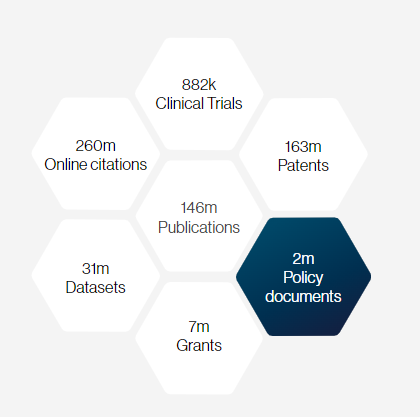 882k
Clinical Trials
260m
Online citations
163m
Patents
146m
Publications
31m
Datasets
2m
Policy
documents
7m
Grants